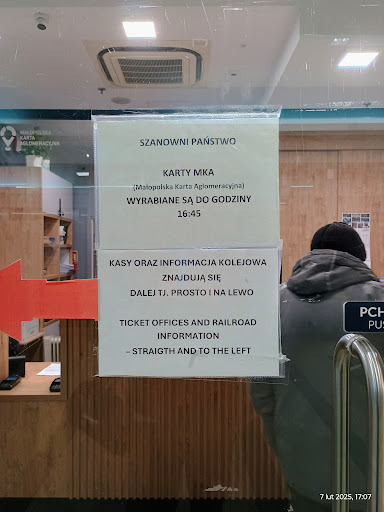 MAŁOPOLSKA
KARTA
AGLOMERACYJNA
SZANOWNI PAŃSTWO
KARTY MKA
(Małopolska Karta Aglomeracyjna)
WYRABIANE SĄ DO GODZINY
16:45
KASY ORAZ INFORMACJA KOLEJOWA
ZNAJDUJĄ SIĘ
DALEJ TJ. PROSTO I NA LEWO
TICKET OFFICES AND RAILROAD
INFORMATION
– STRAIGTH AND TO THE LEFT
PCH
PUS
7 lut 2025, 17:07